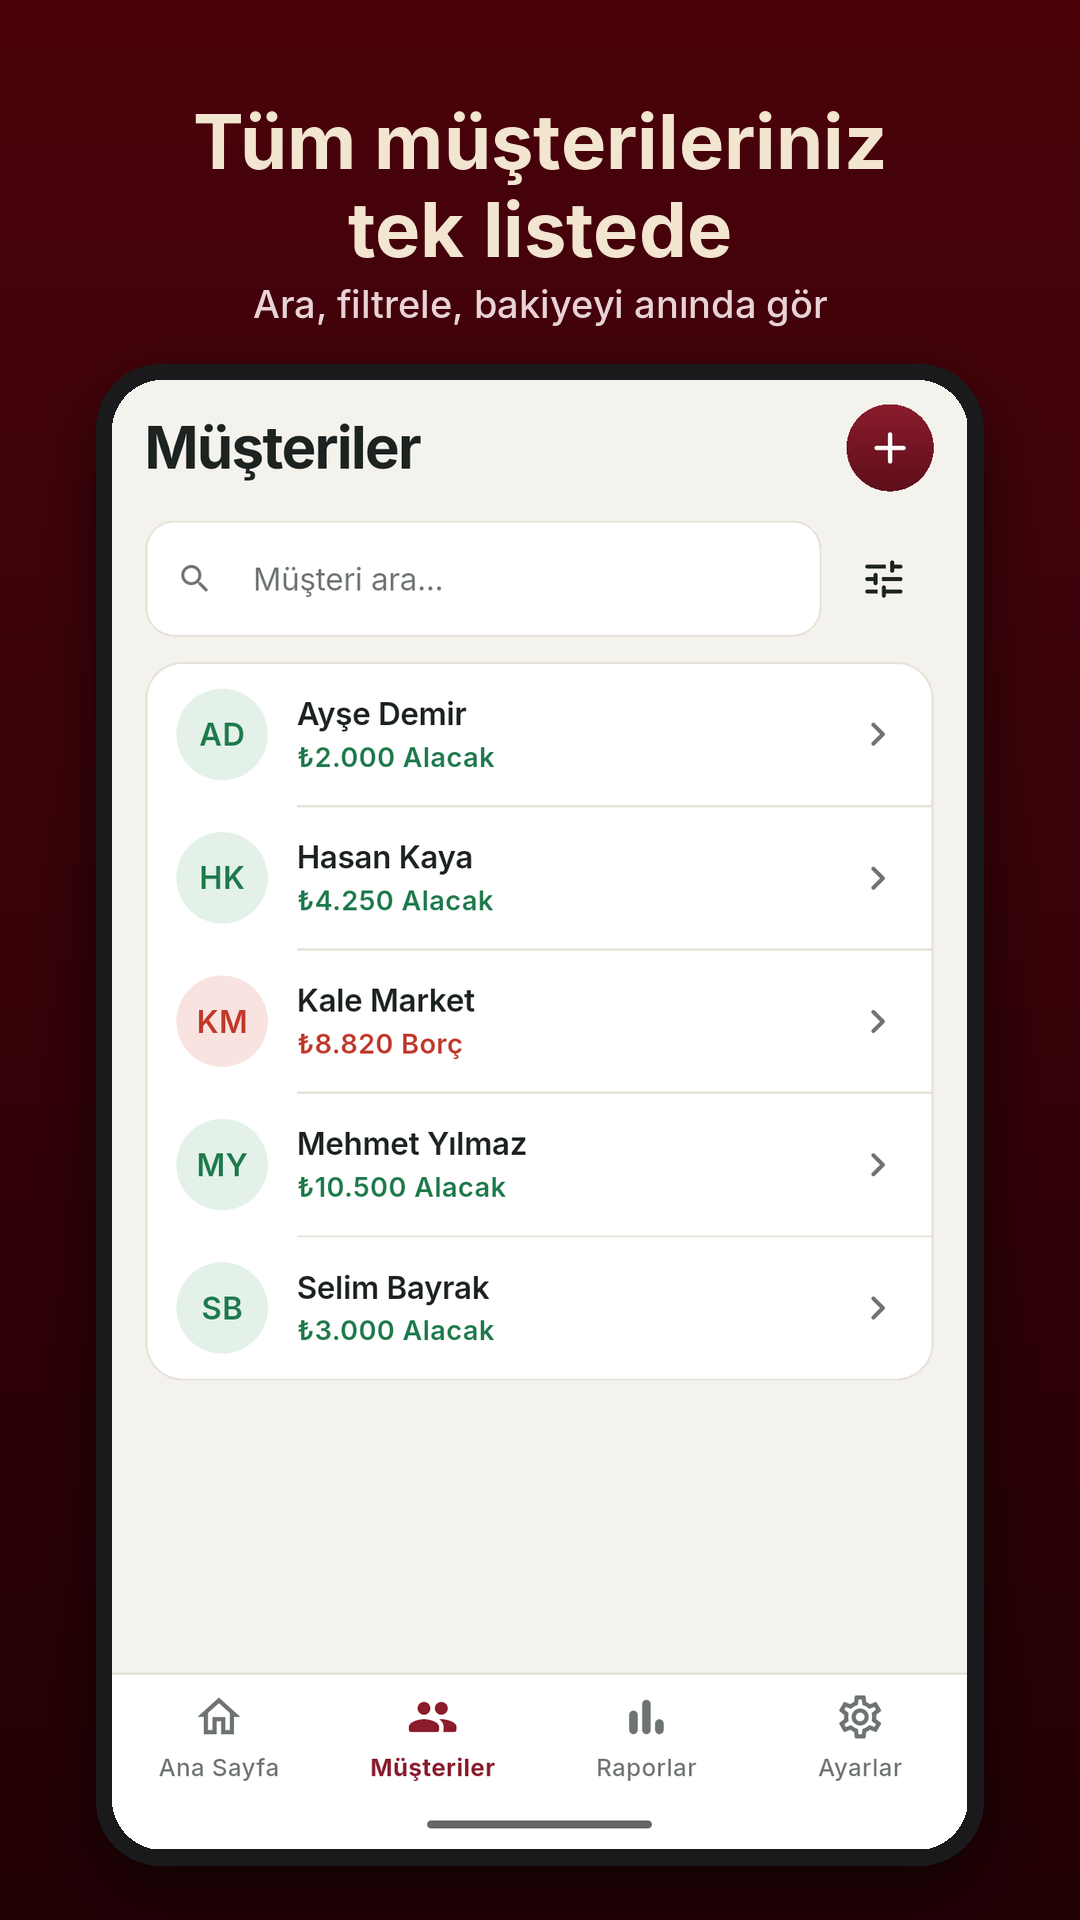 Tüm müşterileriniz
tek listede
Ara, filtrele, bakiyeyi anında gör
Müşteriler
Müşteri ara...
AD
Ayşe Demir
₺2.000 Alacak
HK
Hasan Kaya
₺4.250 Alacak
KM
Kale Market
₺8.820 Borç
MY
Mehmet Yılmaz
₺10.500 Alacak
SB
Selim Bayrak
₺3.000 Alacak
Ana Sayfa
Müşteriler
Raporlar
Ayarlar